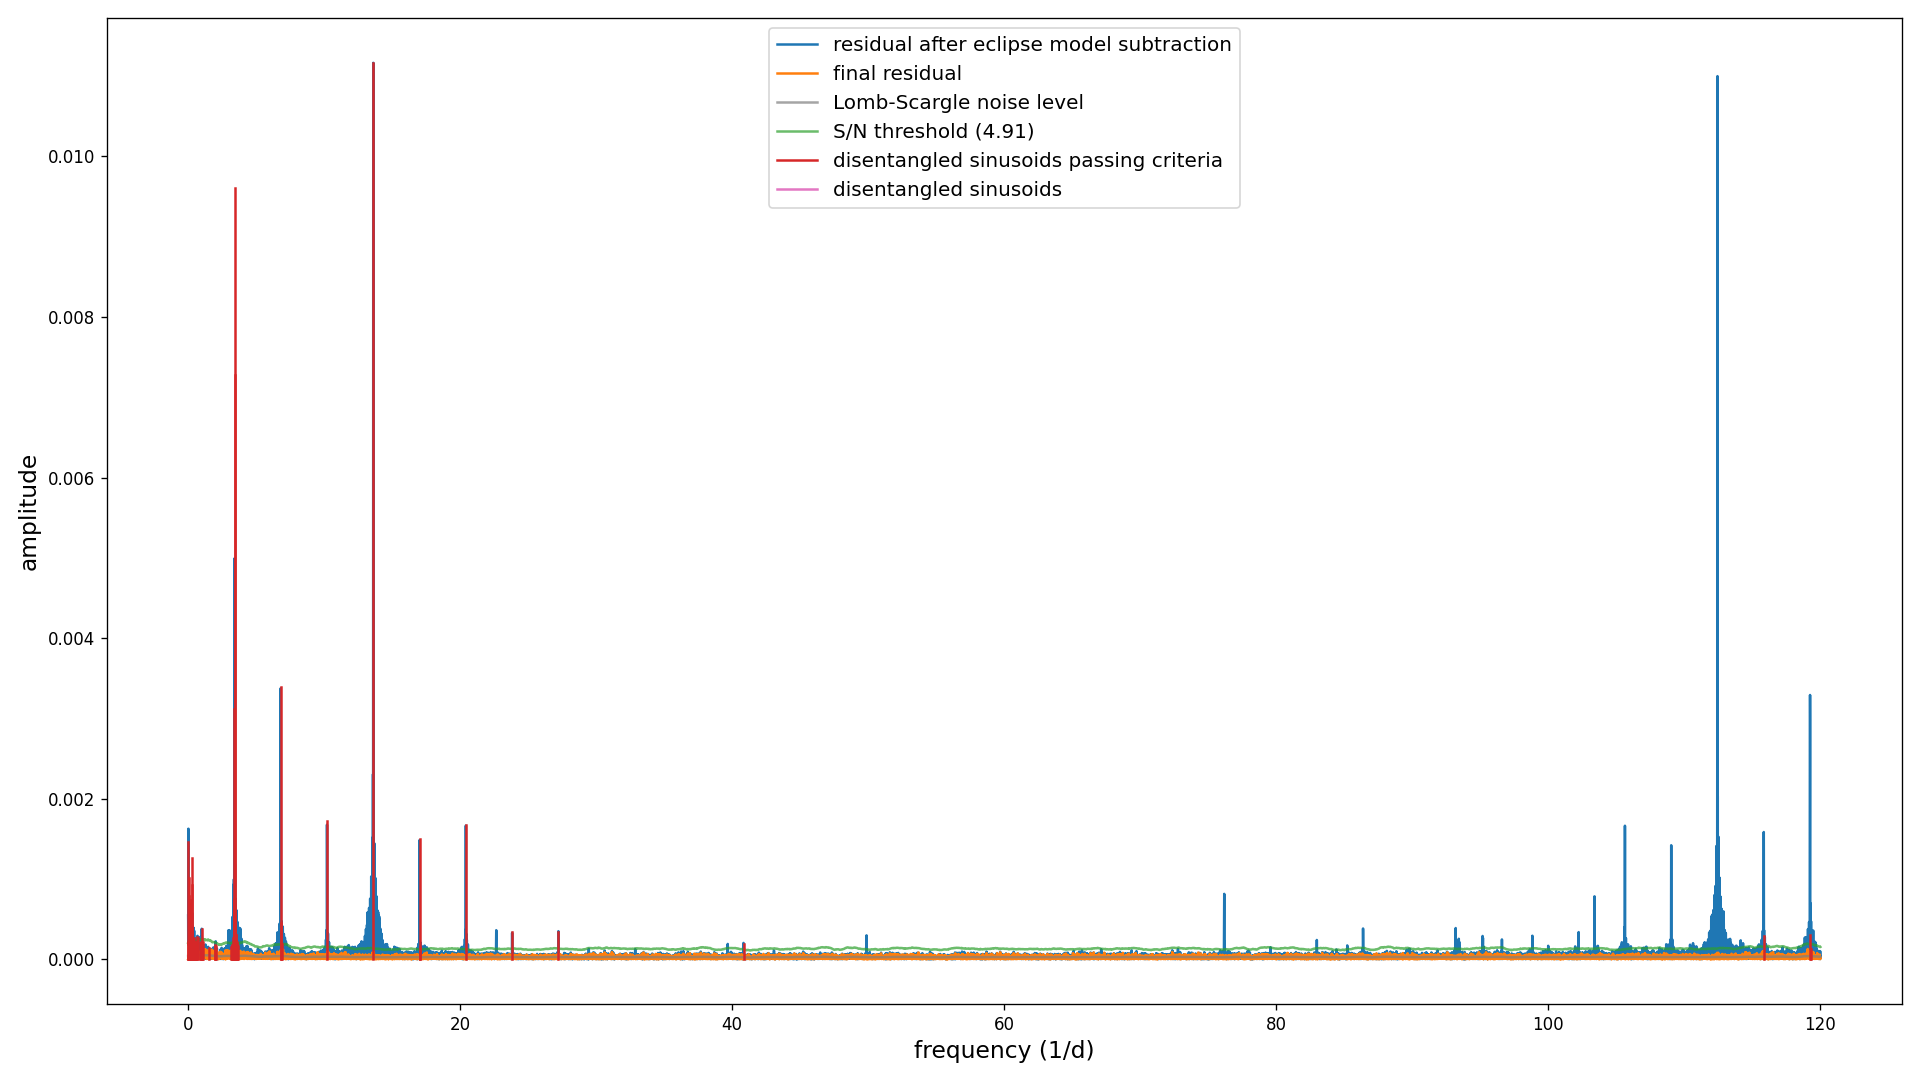 residual after eclipse model subtraction
final residual
Lomb-Scargle noise level
S/N threshold (4.91)
disentangled sinusoids passing criteria
disentangled sinusoids
amplitude
0.010
0.008
0.006
0.004
0.002
0.000
0 20 40 60 80 100 120
frequency (1/d)